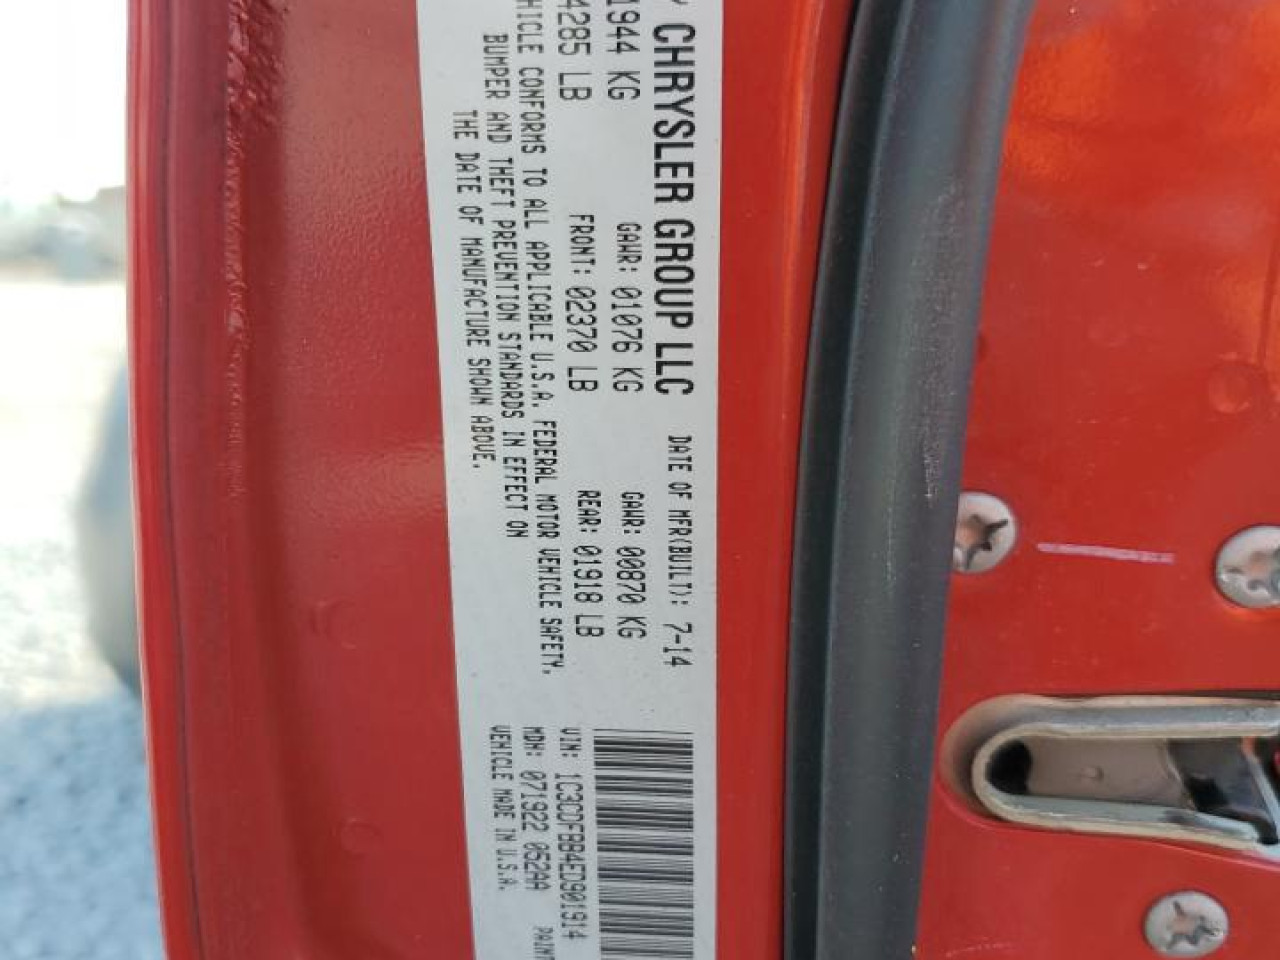 CHRYSLER GROUP LLC DATE OF MFR(BUILT): 7-14
1944 KG GAWR: 01076 KG GAWR: 00870 KG
4285 LB FRONT: 02370 LB REAR: 01918 LB
CONFORMS TO ALL APPLICABLE U.S.A. FEDERAL MOTOR VEHICLE SAFETY,
BUMPER AND THEFT PREVENTION STANDARDS IN EFFECT ON
THE DATE OF MANUFACTURE SHOWN ABOVE.
VIN: 1C3CDFBB4ED901914
MDH: 071922 052AA
VEHICLE MADE IN U.S.A.